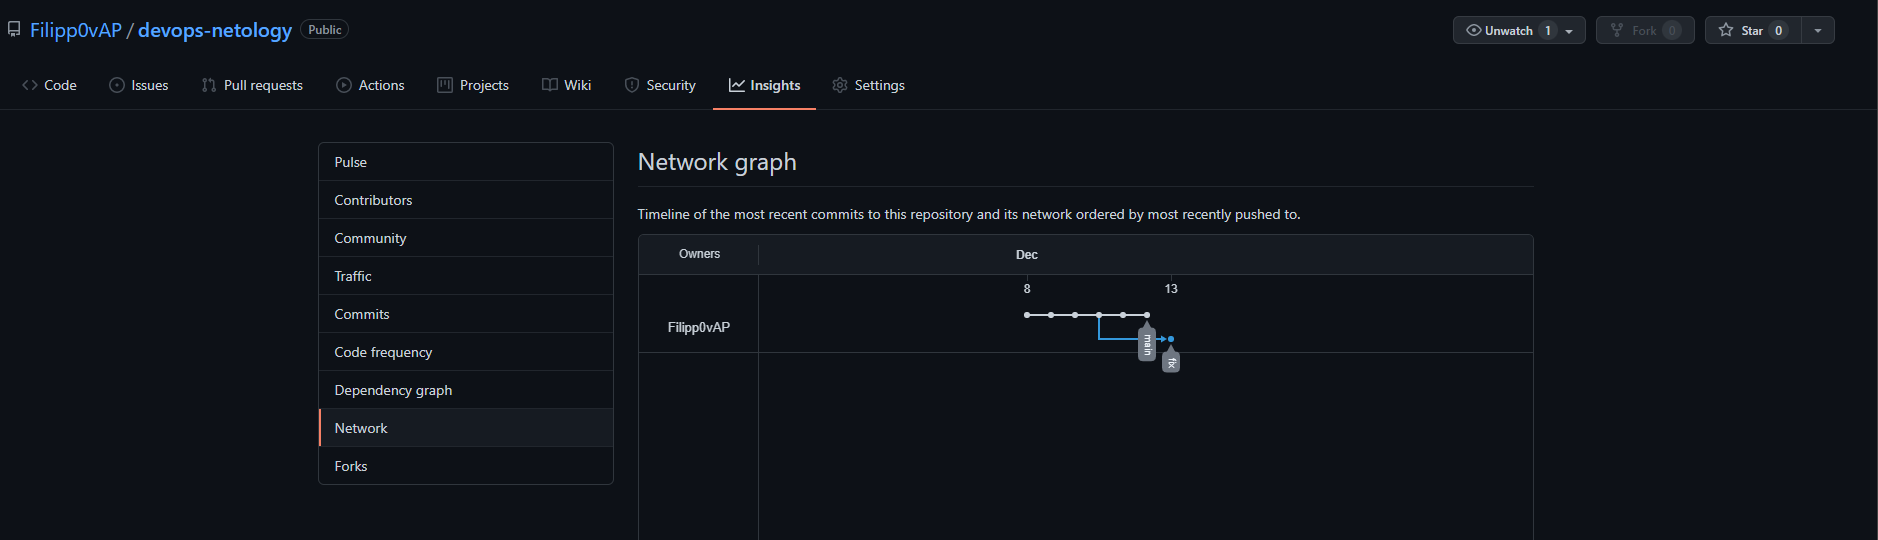 Filipp0vAP / devops-netology Public
Unwatch 1 Fork 0 Star 0
Code Issues Pull requests Actions Projects Wiki Security Insights Settings
Pulse
Contributors
Community
Traffic
Commits
Code frequency
Dependency graph
Network
Forks
Network graph
Timeline of the most recent commits to this repository and its network ordered by most recently pushed to.
Owners Dec
8 13
Filipp0vAP
main
fix